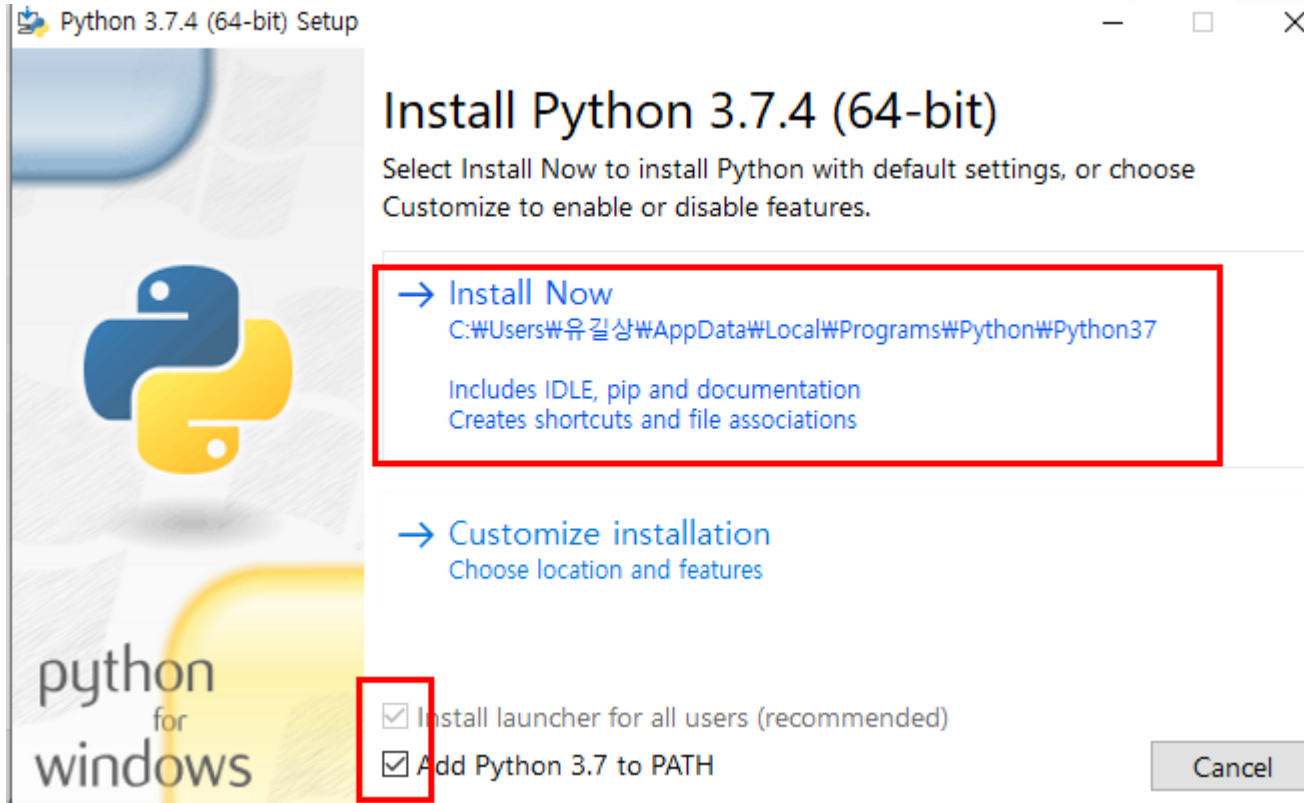 Python 3.7.4 (64-bit) Setup
Install Python 3.7.4 (64-bit)
Select Install Now to install Python with default settings, or choose
Customize to enable or disable features.
Install Now
C:₩Users₩유길상₩AppData₩Local₩Programs₩Python₩Python37
Includes IDLE, pip and documentation
Creates shortcuts and file associations
Customize installation
Choose location and features
Install launcher for all users (recommended)
Add Python 3.7 to PATH
python
for
windows
Cancel